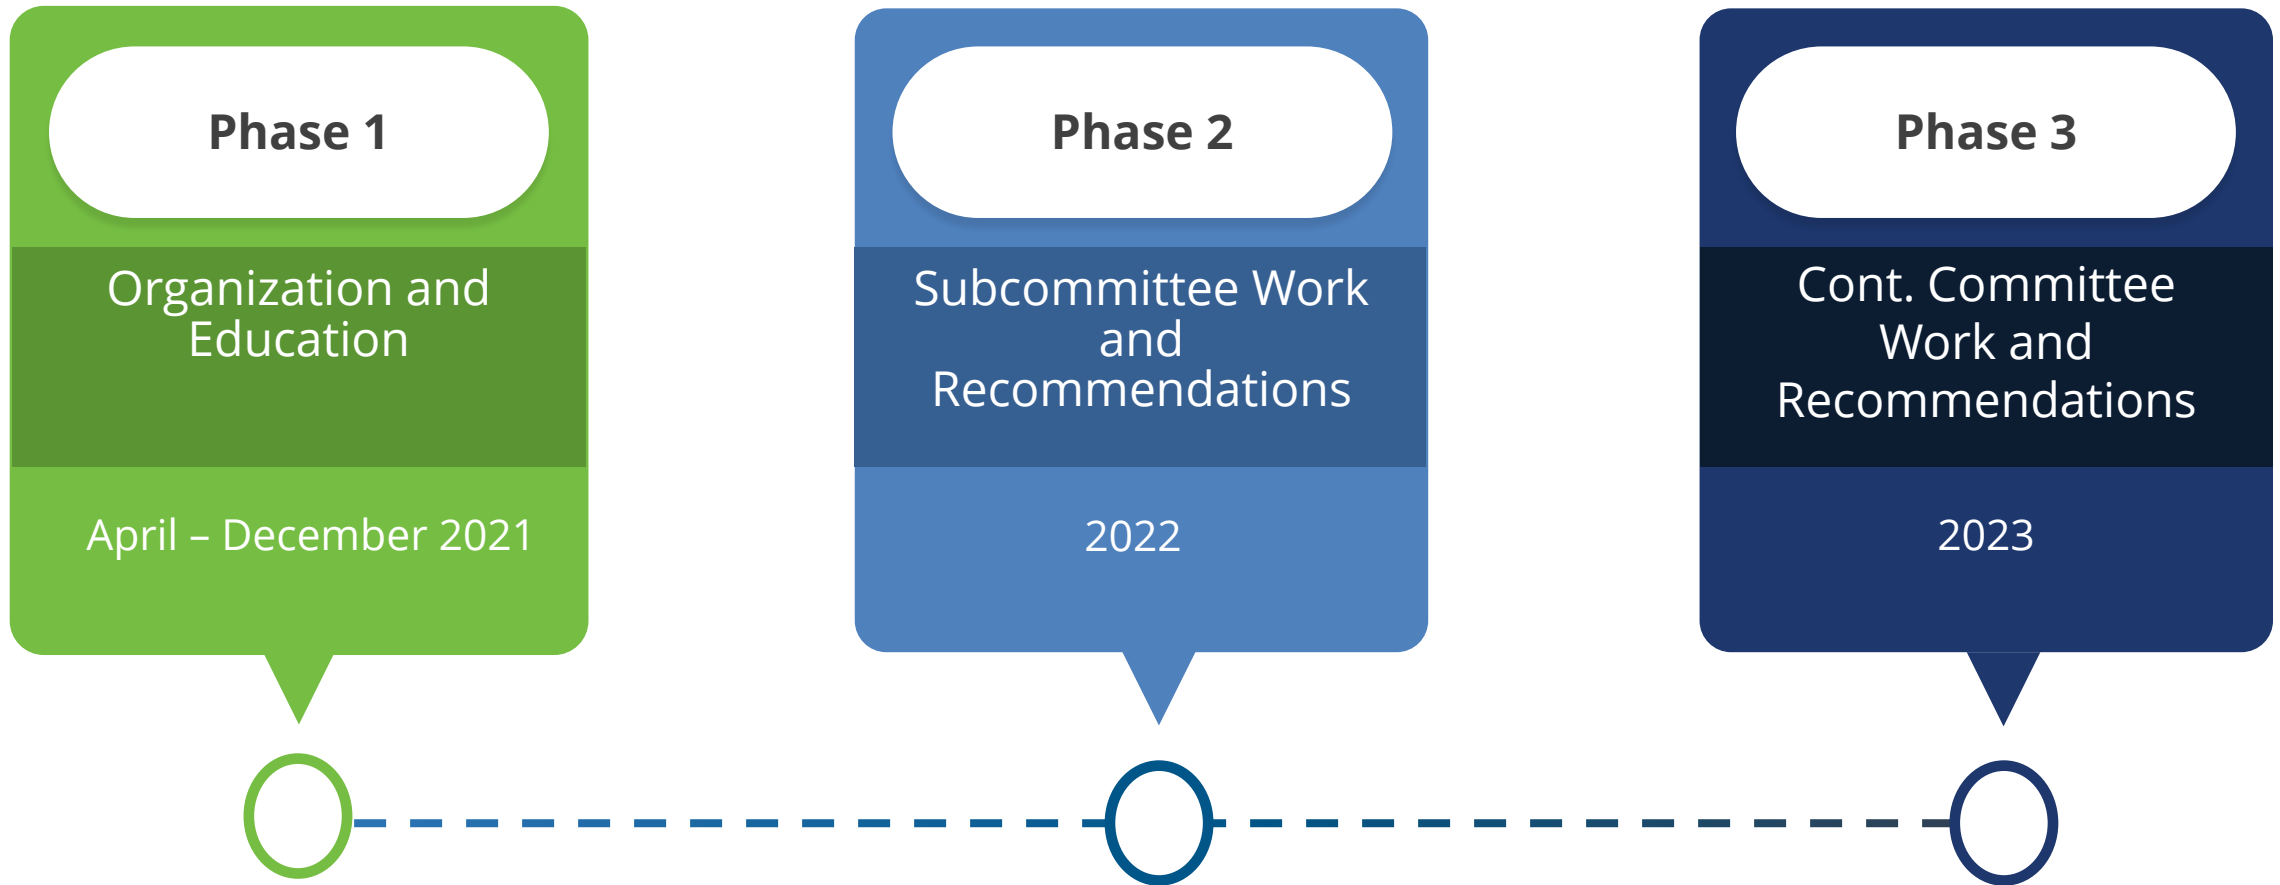 Phase 1
Organization and
Education
April – December 2021
Phase 2
Subcommittee Work
and
Recommendations
2022
Phase 3
Cont. Committee
Work and
Recommendations
2023